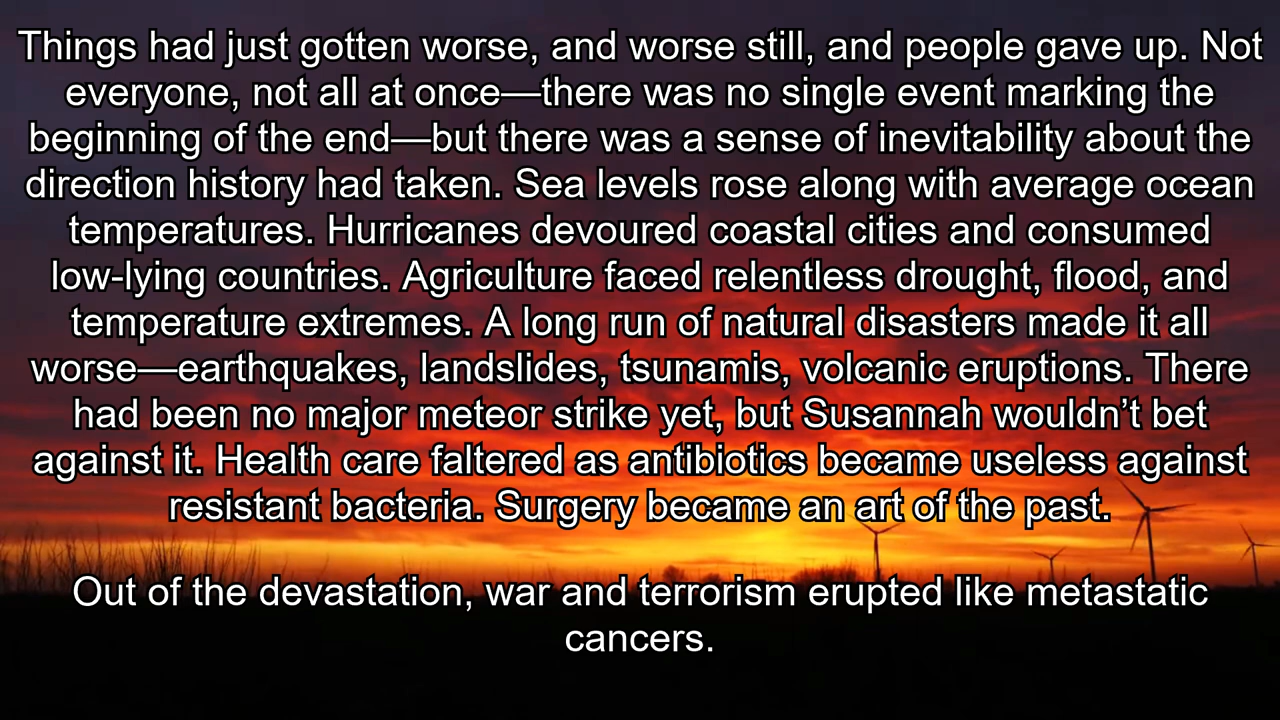 Things had just gotten worse, and worse still, and people gave up. Not
everyone, not all at once—there was no single event marking the
beginning of the end—but there was a sense of inevitability about the
direction history had taken. Sea levels rose along with average ocean
temperatures. Hurricanes devoured coastal cities and consumed
low-lying countries. Agriculture faced relentless drought, flood, and
temperature extremes. A long run of natural disasters made it all
worse—earthquakes, landslides, tsunamis, volcanic eruptions. There
had been no major meteor strike yet, but Susannah wouldn’t bet
against it. Health care faltered as antibiotics became useless against
resistant bacteria. Surgery became an art of the past.
Out of the devastation, war and terrorism erupted like metastatic
cancers.